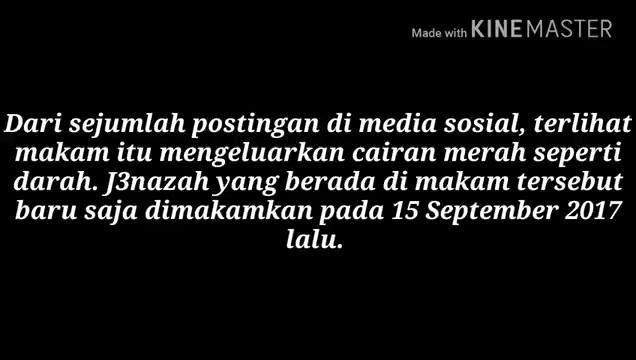 Made with KINEMASTER
Dari sejumlah postingan di media sosial, terlihat
makam itu mengeluarkan cairan merah seperti
darah. J3nazah yang berada di makam tersebut
baru saja dimakamkan pada 15 September 2017
lalu.